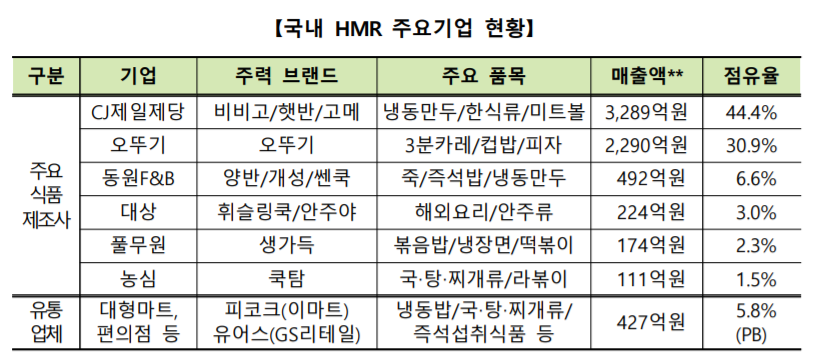 【국내 HMR 주요기업 현황】
구분 기업 주력 브랜드 주요 품목 매출액** 점유율
주요 식품 제조사 CJ제일제당 비비고/햇반/고메 냉동만두/한식류/미트볼 3,289억원 44.4%
오뚜기 오뚜기 3분카레/컵밥/피자 2,290억원 30.9%
동원F&B 양반/개성/쎈쿡 죽/즉석밥/냉동만두 492억원 6.6%
대상 휘슬링쿡/안주야 해외요리/안주류 224억원 3.0%
풀무원 생가득 볶음밥/냉장면/떡볶이 174억원 2.3%
농심 쿡탐 국·탕·찌개류/라볶이 111억원 1.5%
유통 대형마트, 피코크(이마트) 냉동밥/국·탕·찌개류/ 427억원 5.8%
업체 편의점 등 유어스(GS리테일) 즉석섭취식품 등 (PB)